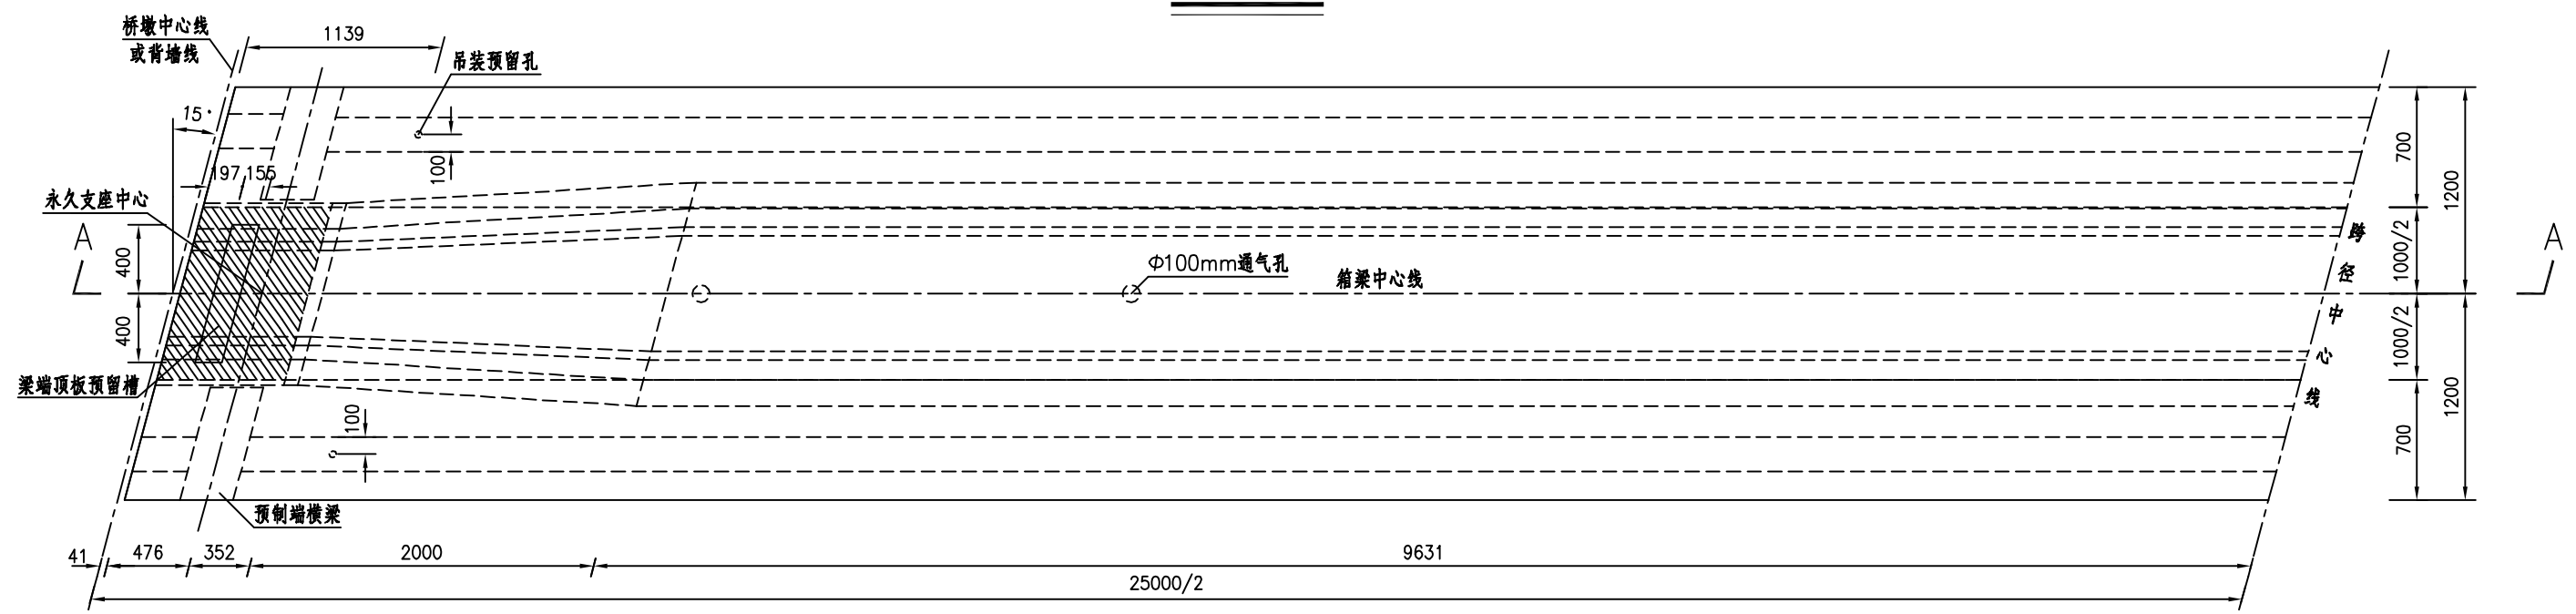 桥墩中心线
或背墙线
1139
吊装预留孔
15°
100
197
155
永久支座中心
A
400
400
梁端顶板预留槽
Φ100mm通气孔
箱梁中心线
跨径中心线
700
1200
1000/2
1000/2
1200
700
A
100
预制端横梁
41
476
352
2000
9631
25000/2